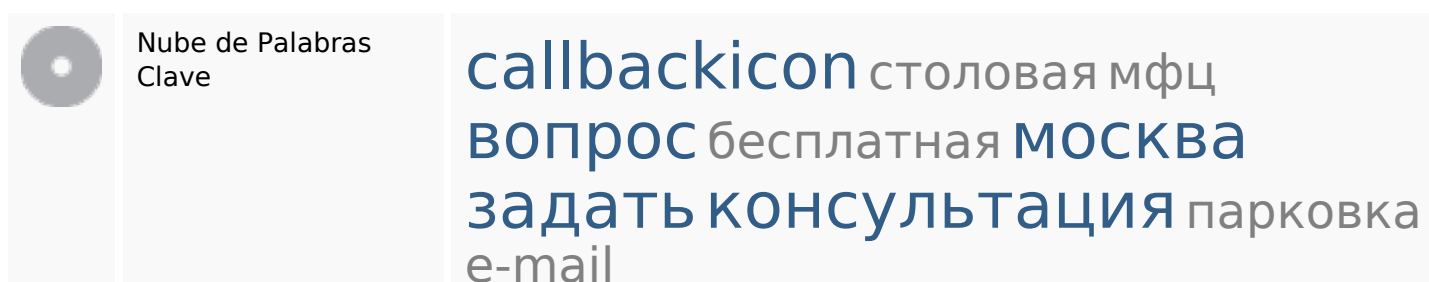 Nube de Palabras
Clave
callbackicon столовая мфц
вопрос бесплатная москва
задать консультация парковка
e-mail